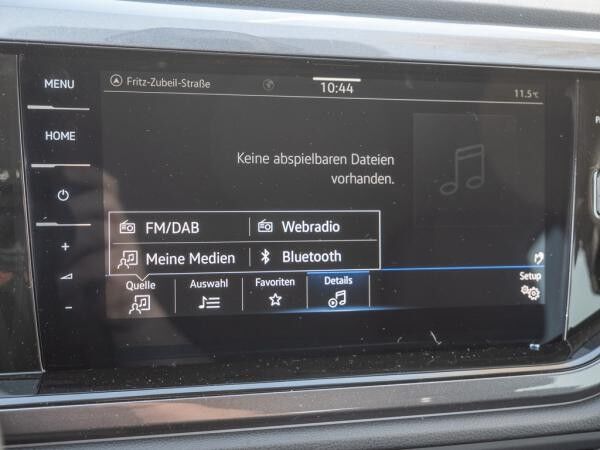 MENU
Fritz-Zubeil-Straße
10:44
11.5°C
HOME
Keine abspielbaren Dateien
vorhanden.
FM/DAB
Webradio
+
Meine Medien
Bluetooth
-
Quelle
Auswahl
Favoriten
Details
Setup